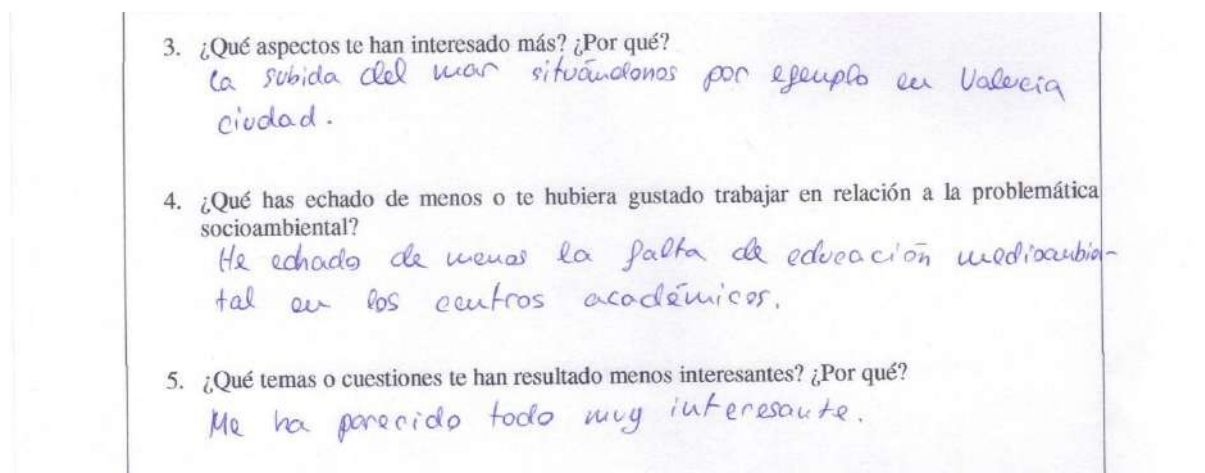 3. ¿Qué aspectos te han interesado más? ¿Por qué?
La subida del mar situándonos por egemplo en Valencia
ciudad.
4. ¿Qué has echado de menos o te hubiera gustado trabajar en relación a la problemática
socioambiental?
He echado de menos la falta de educación medioambia-
tal en los centros académicos.
5. ¿Qué temas o cuestiones te han resultado menos interesantes? ¿Por qué?
Me ha parecido todo muy interesante.